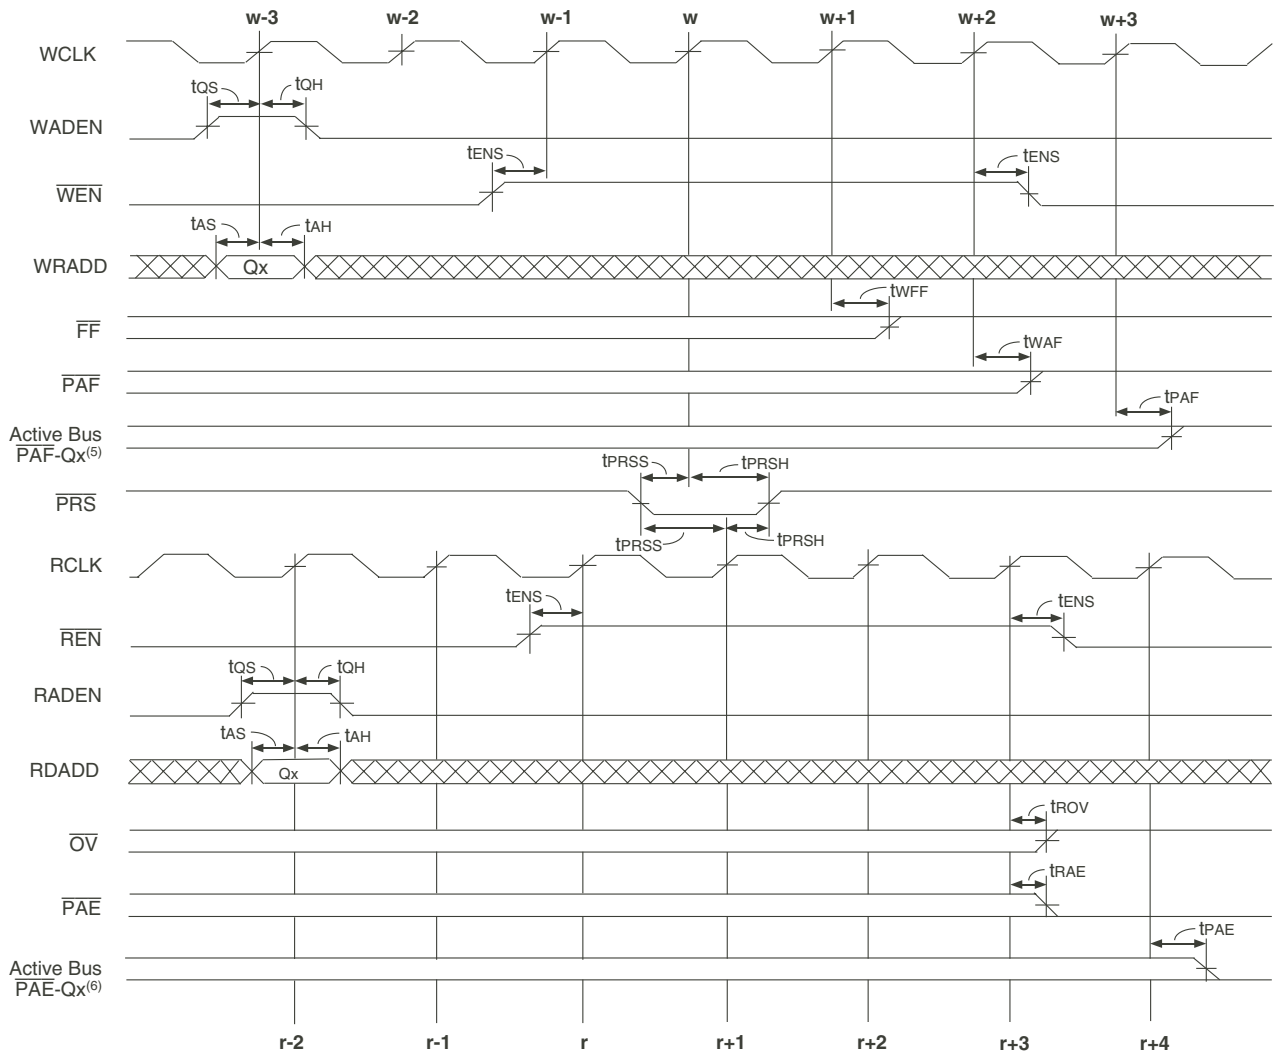 w-3 w-2 w-1 w w+1 w+2 w+3
WCLK
tQS tQH
WADEN
tENS tENS
WEN
tAS tAH
WRADD Qx
tWFF
FF
tWAF
PAF
tPAF
Active Bus
PAF-Qx(5)
tPRSS tPRSH
PRS
tPRSS tPRSH
RCLK
tENS tENS
REN
tQS tQH
RADEN
tAS tAH
RDADD Qx
tROV
OV
tRAE
PAE
tPAE
Active Bus
PAE-Qx(6)
r-2 r-1 r r+1 r+2 r+3 r+4